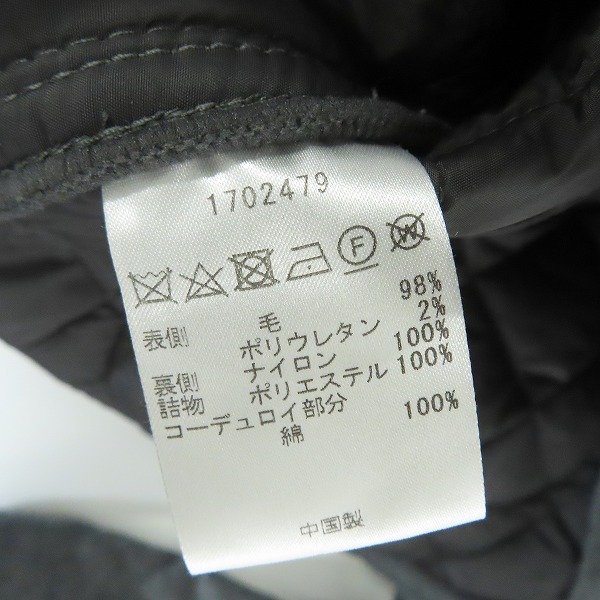 1702479
F W
表側 毛 98%
ポリウレタン 2%
裏側 ナイロン 100%
詰物 ポリエステル 100%
コーデュロイ部分
綿 100%
中国製